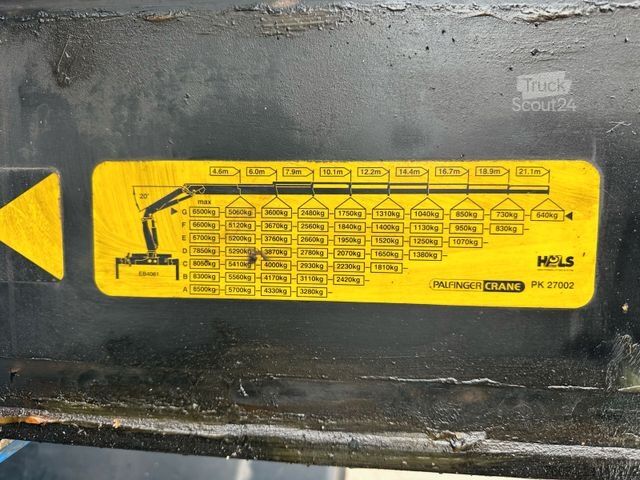 Truck
Scout24
4.6m 6.0m 7.9m 10.1m 12.2m 14.4m 16.7m 18.9m 21.1m
20°
max
G 6500kg 5060kg 3600kg 2480kg 1750kg 1310kg 1040kg 850kg 730kg 640kg
F 6600kg 5120kg 3670kg 2560kg 1840kg 1400kg 1130kg 950kg 830kg
E 6700kg 5200kg 3760kg 2660kg 1950kg 1520kg 1250kg 1070kg
D 7850kg 5290kg 3870kg 2780kg 2070kg 1650kg 1380kg
C 8050kg 5410kg 4000kg 2930kg 2230kg 1810kg
B 8300kg 5560kg 4170kg 3110kg 2420kg
A 8500kg 5700kg 4330kg 3280kg
EB4061
HPLS
PALFINGER CRANE PK 27002